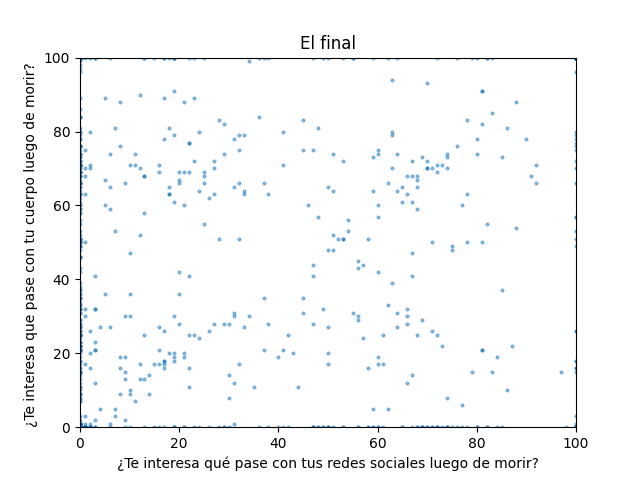 El final
¿Te interesa que pase con tu cuerpo luego de morir?
100
80
60
40
20
0
0 20 40 60 80 100
¿Te interesa qué pase con tus redes sociales luego de morir?